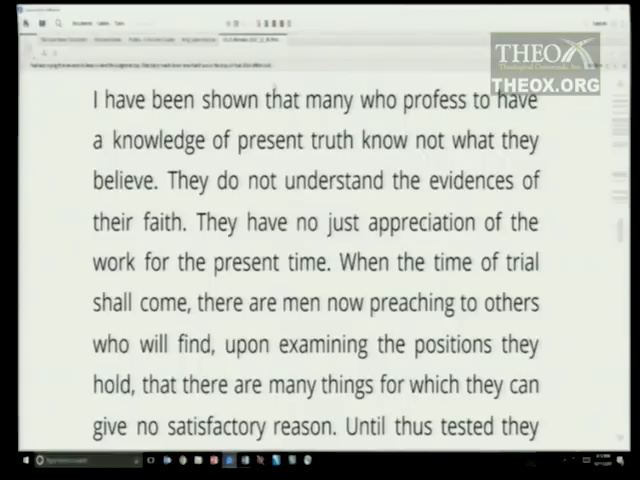 THEOX
THEOX.ORG
I have been shown that many who profess to have
a knowledge of present truth know not what they
believe. They do not understand the evidences of
their faith. They have no just appreciation of the
work for the present time. When the time of trial
shall come, there are men now preaching to others
who will find, upon examining the positions they
hold, that there are many things for which they can
give no satisfactory reason. Until thus tested they